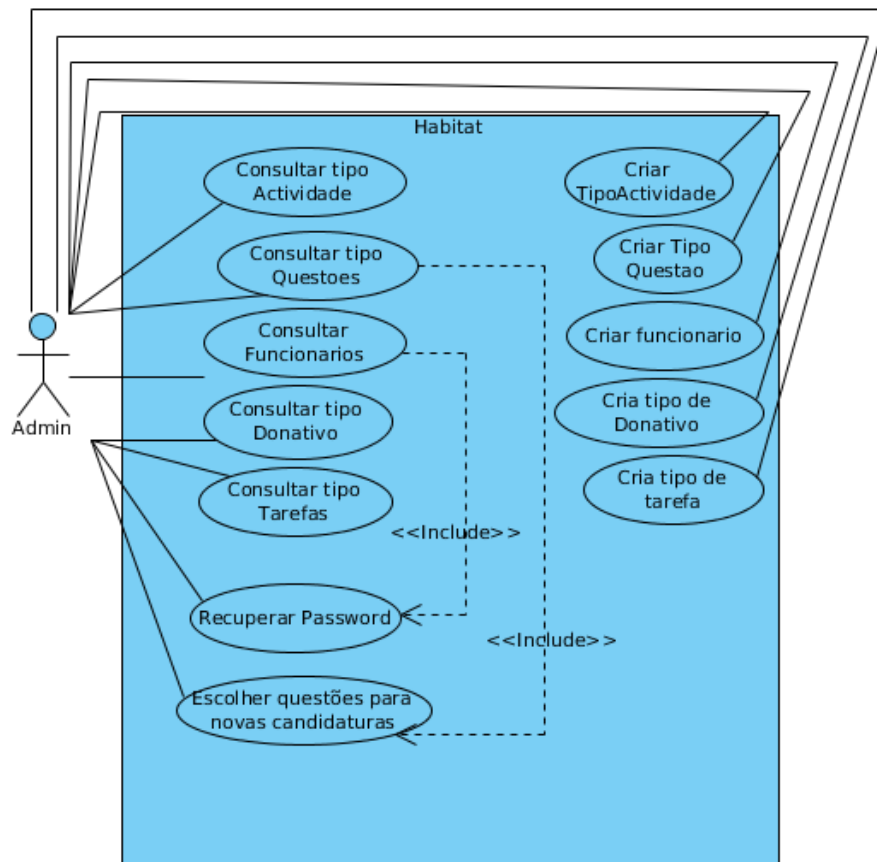 Habitat
Consultar tipo
Actividade
Criar
TipoActividade
Consultar tipo
Questoes
Criar Tipo
Questao
Consultar
Funcionarios
Criar funcionário
Admin
Consultar tipo
Donativo
Cria tipo de
Donativo
Consultar tipo
Tarefas
Cria tipo de
tarefa
<<Include>>
Recuperar Password
<<Include>>
Escolher questões para
novas candidaturas